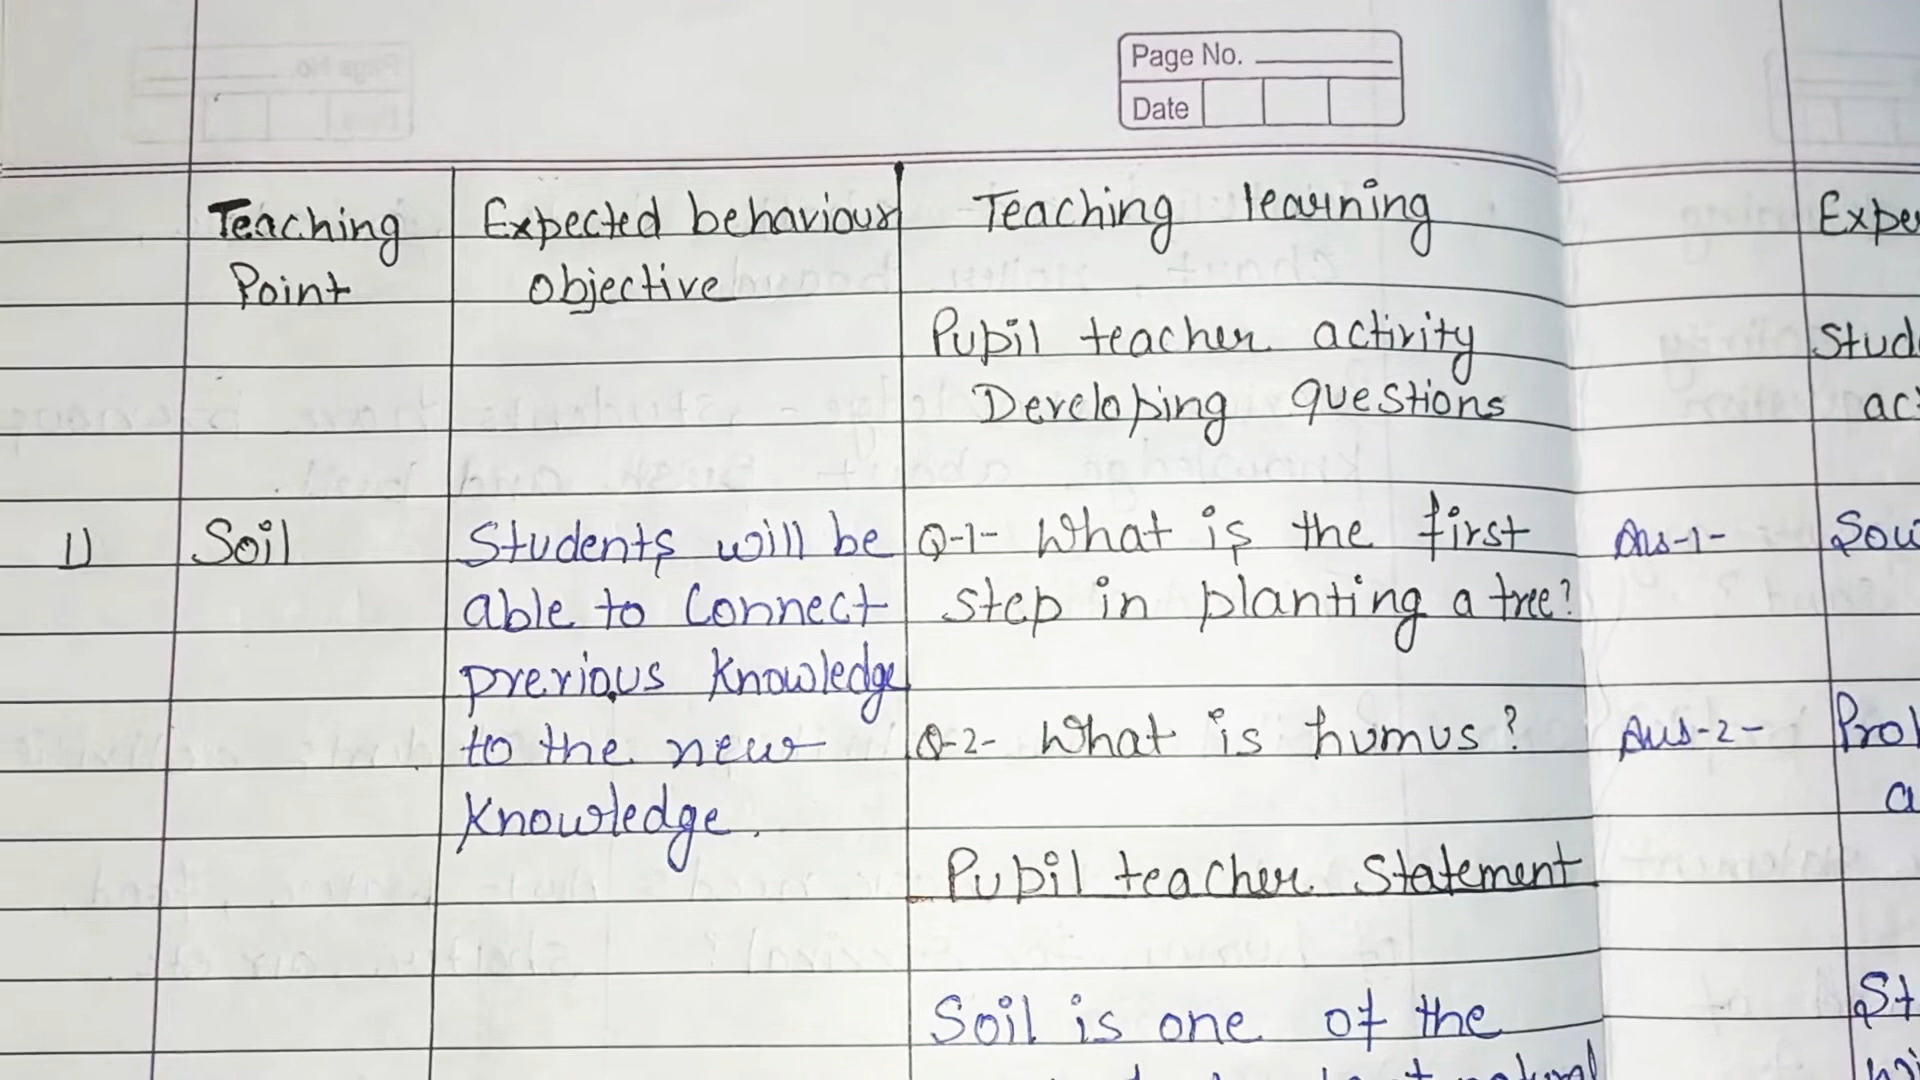 Page No.
Date
Teaching Point
Expected behaviour objective
Teaching learning
Pupil teacher activity
Developing questions
1) Soil
Students will be
able to connect
previous knowledge
to the new
knowledge.
Q-1- What is the first
step in planting a tree?
Q-2- What is humus?
Pupil teacher statement
Soil is one of the
Ans-1-
Ans-2-